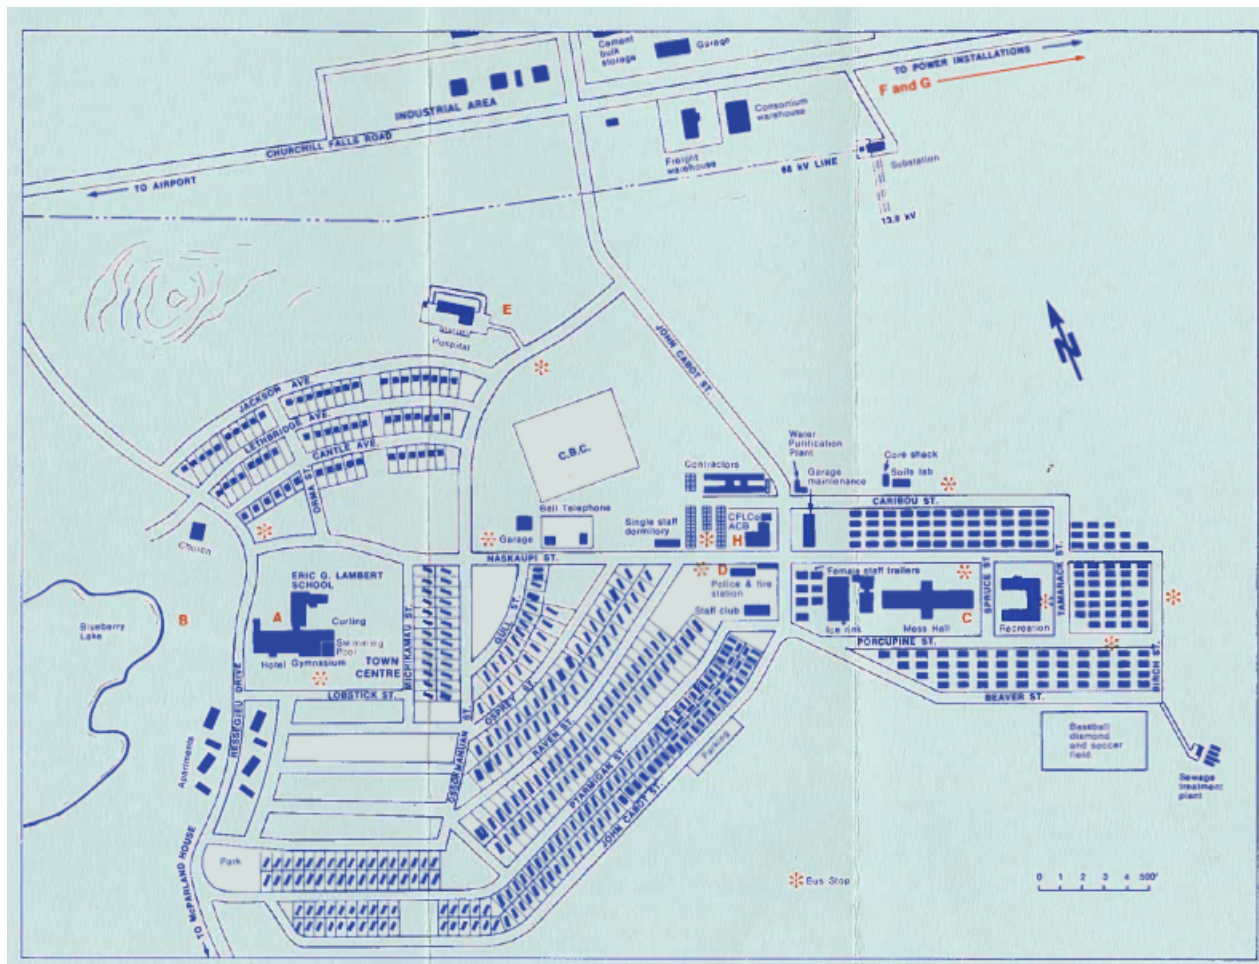 Cement
bulk
storage
Garage
TO POWER INSTALLATIONS
F and G
INDUSTRIAL AREA
Consortium
warehouse
CHURCHILL FALLS ROAD
Freight
warehouse
TO AIRPORT
66 kV LINE
Substation
13.8 kV
E
Hospital
JOHN CABOT ST.
N
JACKSON AVE.
LETHBRIDGE AVE.
CANTLE AVE.
ORMA ST.
C.B.C.
Water
Purification
Plant
Garage
maintenance
Core shack
Soils lab
Contractors
CARIBOU ST.
Bell Telephone
Single staff
dormitory
CFLCo
ACB
H
Church
Garage
NASKAUPI ST.
ERIC G. LAMBERT
SCHOOL
D
Police & fire
station
Female staff trailers
SPRUCE ST
TAMARACK ST.
Staff club
Blueberry
Lake
B
A
Curling
Swimming
Pool
Hotel Gymnasium
TOWN
CENTRE
MICHIKAMAU ST.
GULL ST.
Ice rink
Mess Hall
C
Recreation
PORCUPINE ST.
BIRCH ST.
LOBSTICK ST.
OSPREY ST.
BEAVER ST.
RESSEGIEU DRIVE
Apartments
OSSOKMANUAN ST.
RAVEN ST.
PTARMIGAN ST.
JOHN CABOT ST.
Parking
Baseball
diamond
and soccer
field.
Sewage
treatment
plant
Park
TO McPARLAND HOUSE
Bus Stop
0 1 2 3 4 500'